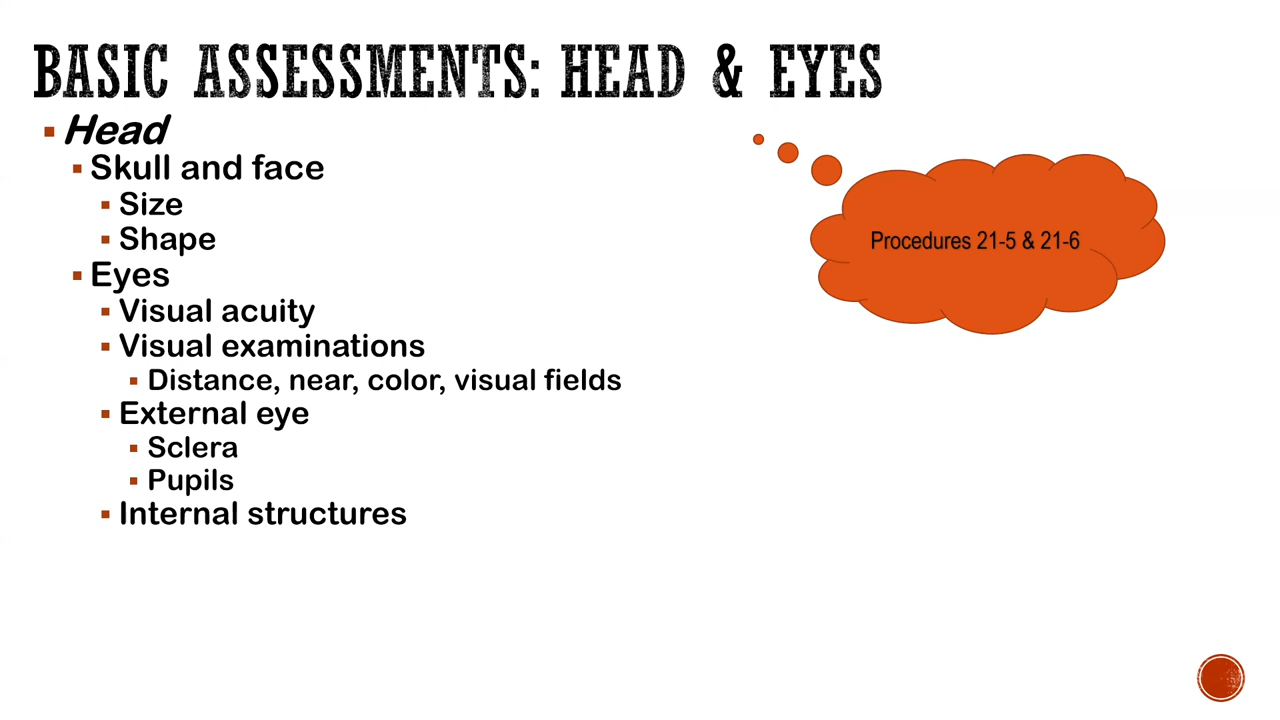 BASIC ASSESSMENTS: HEAD & EYES
Head
Skull and face
Size
Shape
Eyes
Visual acuity
Visual examinations
Distance, near, color, visual fields
External eye
Sclera
Pupils
Internal structures
Procedures 21-5 & 21-6